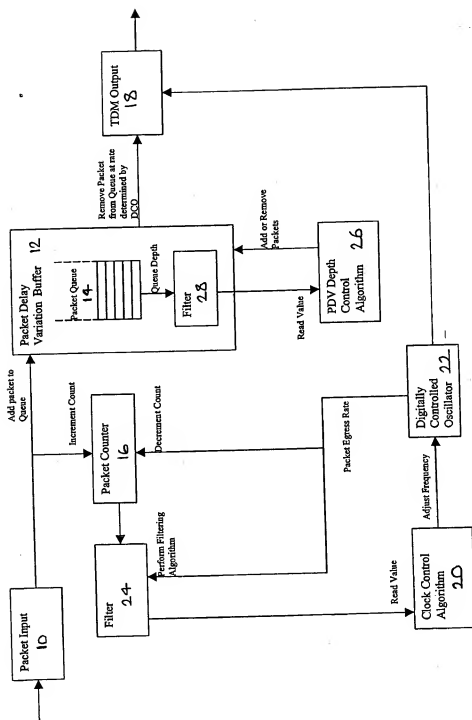 Packet Input
10
Add packet to
Queue
Increment Count
Packet Counter
16
Decrement Count
Filter
24
Perform Filtering
Algorithm
Packet Delay
Variation Buffer
12
Packet Queue
14
Queue Depth
Filter
28
Remove Packet
from Queue at rate
determined by
DCO
TDM Output
18
Read Value
Add or Remove
Packets
PDV Depth
Control
Algorithm
26
Packet Egress Rate
Read Value
Clock Control
Algorithm
20
Adjust Frequency
Digitally
Controlled
Oscillator
22